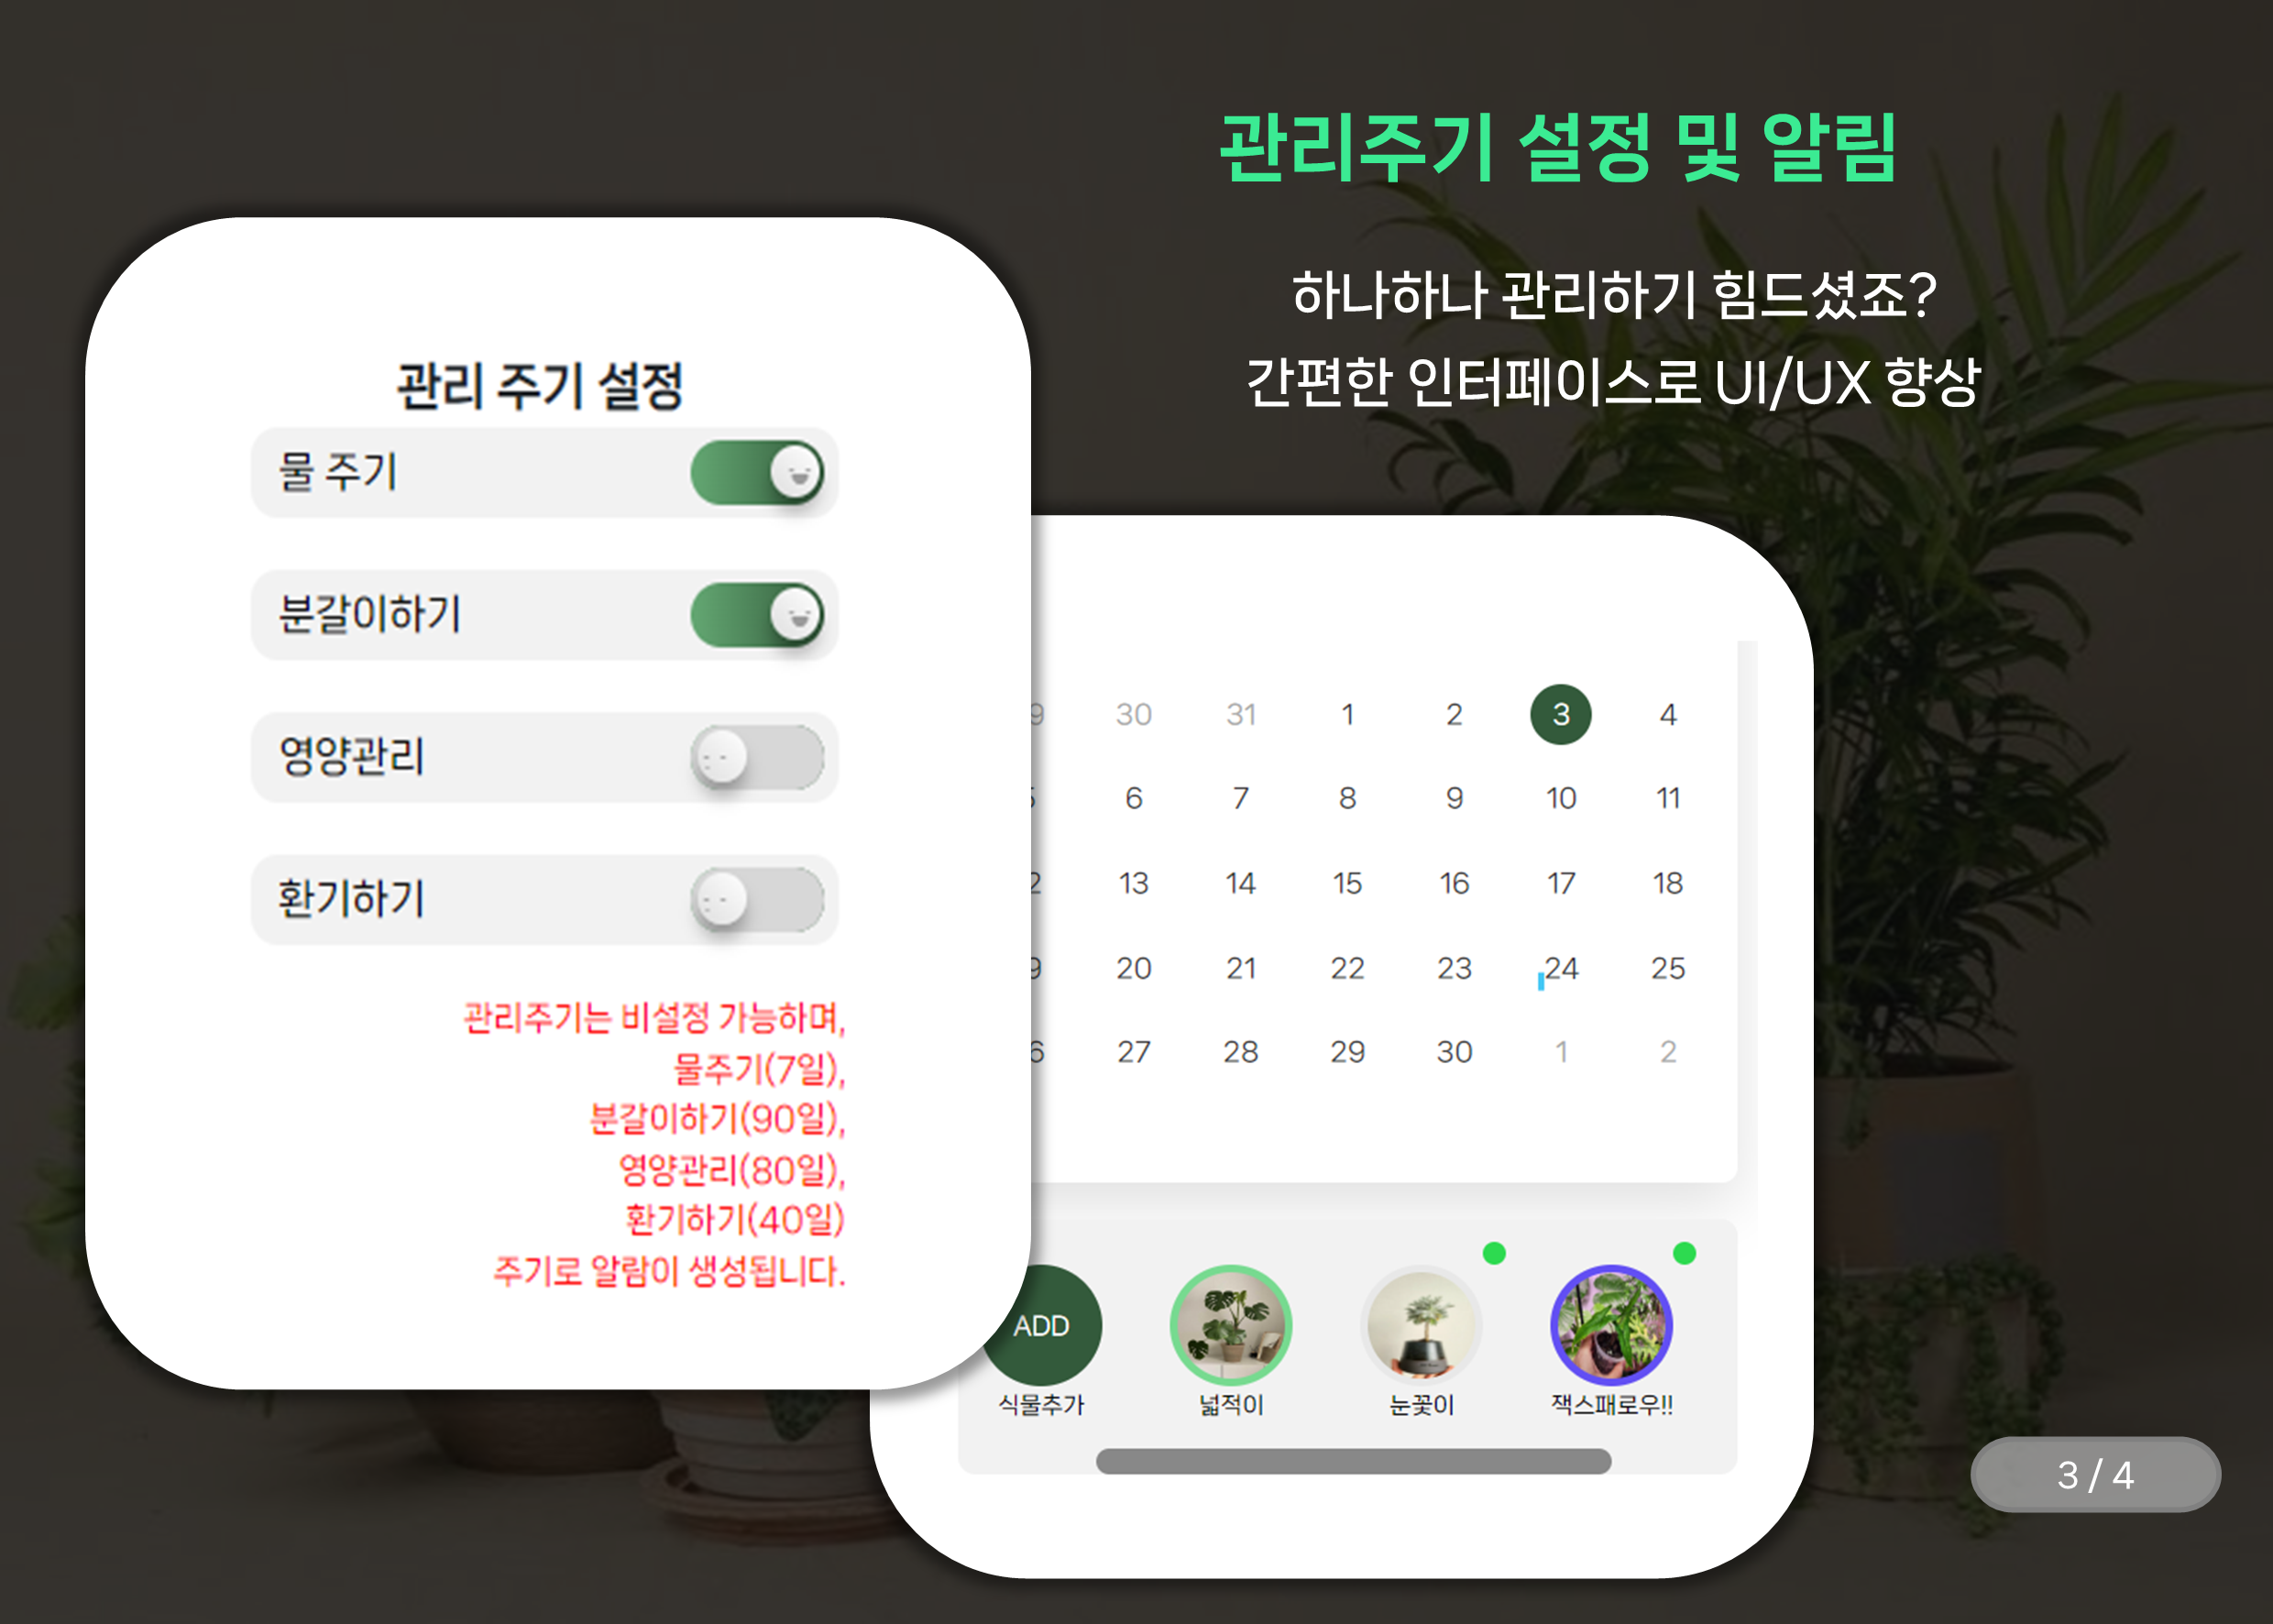 관리주기 설정 및 알림
하나하나 관리하기 힘드셨죠?
간편한 인터페이스로 UI/UX 향상
관리 주기 설정
물 주기
분갈이하기
영양관리
환기하기
관리주기는 비설정 가능하며,
물주기(7일),
분갈이하기(90일),
영양관리(80일),
환기하기(40일)
주기로 알람이 생성됩니다.
30 31 1 2 3 4
6 7 8 9 10 11
13 14 15 16 17 18
20 21 22 23 24 25
27 28 29 30 1 2
ADD
식물추가 넓적이 눈꽃이 잭스패로우!!
3 / 4